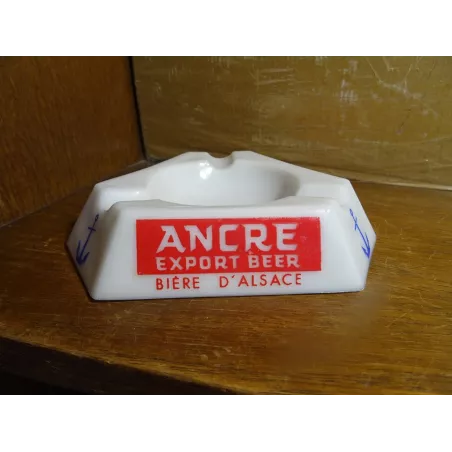 ANCRE
EXPORT BEER
BIÈRE D'ALSACE